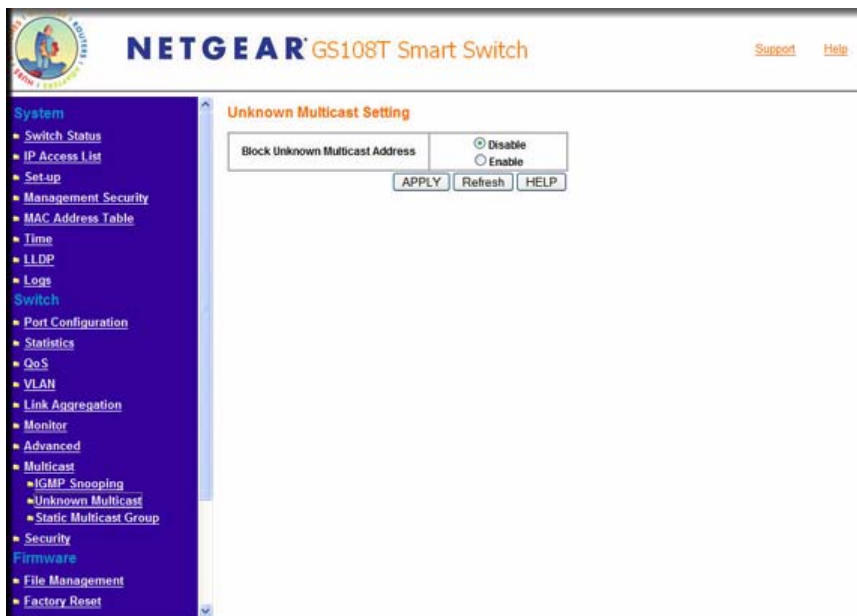 ROUTERS
NETGEAR GS108T Smart Switch
Support Help
System
Switch Status
IP Access List
Set-up
Management Security
MAC Address Table
Time
LLDP
Logs
Switch
Port Configuration
Statistics
QoS
VLAN
Link Aggregation
Monitor
Advanced
Multicast
IGMP Snooping
Unknown Multicast
Static Multicast Group
Security
Firmware
File Management
Factory Reset
Unknown Multicast Setting
Block Unknown Multicast Address
Disable
Enable
APPLY Refresh HELP